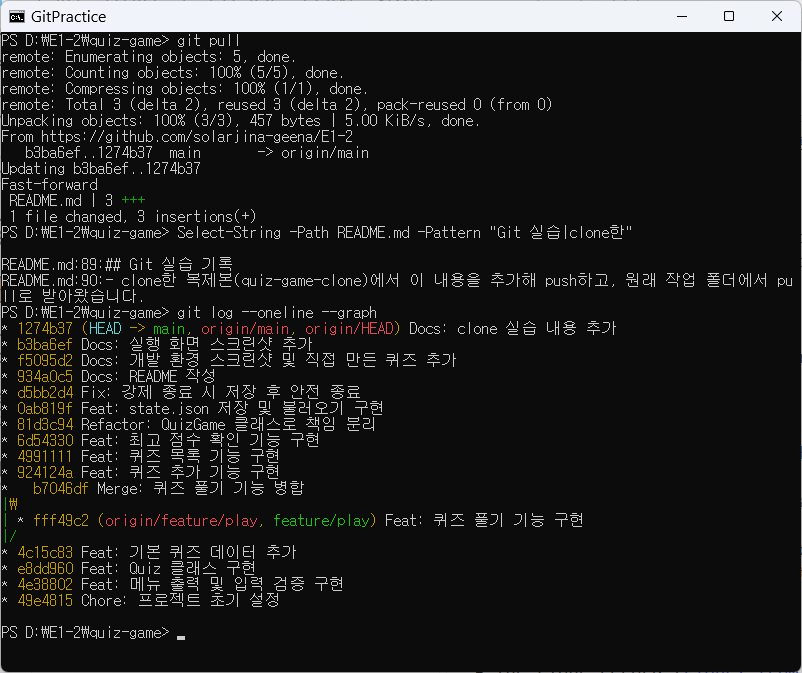 GitPractice
PS D:₩E1-2₩quiz-game> git pull
remote: Enumerating objects: 5, done.
remote: Counting objects: 100% (5/5), done.
remote: Compressing objects: 100% (1/1), done.
remote: Total 3 (delta 2), reused 3 (delta 2), pack-reused 0 (from 0)
Unpacking objects: 100% (3/3), 457 bytes | 5.00 KiB/s, done.
From https://github.com/solarjina-geena/E1-2
   b3ba6ef..1274b37  main       -> origin/main
Updating b3ba6ef..1274b37
Fast-forward
 README.md | 3 +++
 1 file changed, 3 insertions(+)
PS D:₩E1-2₩quiz-game> Select-String -Path README.md -Pattern "Git 실습|clone한"
README.md:89:## Git 실습 기록
README.md:90:- clone한 복제본(quiz-game-clone)에서 이 내용을 추가해 push하고, 원래 작업 폴더에서 pu
ll로 받아왔습니다.
PS D:₩E1-2₩quiz-game> git log --oneline --graph
* 1274b37 (HEAD -> main, origin/main, origin/HEAD) Docs: clone 실습 내용 추가
* b3ba6ef Docs: 실행 화면 스크린샷 추가
* f5095d2 Docs: 개발 환경 스크린샷 및 직접 만든 퀴즈 추가
* 934a0c5 Docs: README 작성
* d5bb2d4 Fix: 강제 종료 시 저장 후 안전 종료
* 0ab819f Feat: state.json 저장 및 불러오기 구현
* 81d3c94 Refactor: QuizGame 클래스로 책임 분리
* 6d54330 Feat: 최고 점수 확인 기능 구현
* 4991111 Feat: 퀴즈 목록 기능 구현
* 924124a Feat: 퀴즈 추가 기능 구현
*   b7046df Merge: 퀴즈 풀기 기능 병합
|₩
| * fff49c2 (origin/feature/play, feature/play) Feat: 퀴즈 풀기 기능 구현
|/
* 4c15c83 Feat: 기본 퀴즈 데이터 추가
* e8dd960 Feat: Quiz 클래스 구현
* 4e38802 Feat: 메뉴 출력 및 입력 검증 구현
* 49e4815 Chore: 프로젝트 초기 설정
PS D:₩E1-2₩quiz-game>